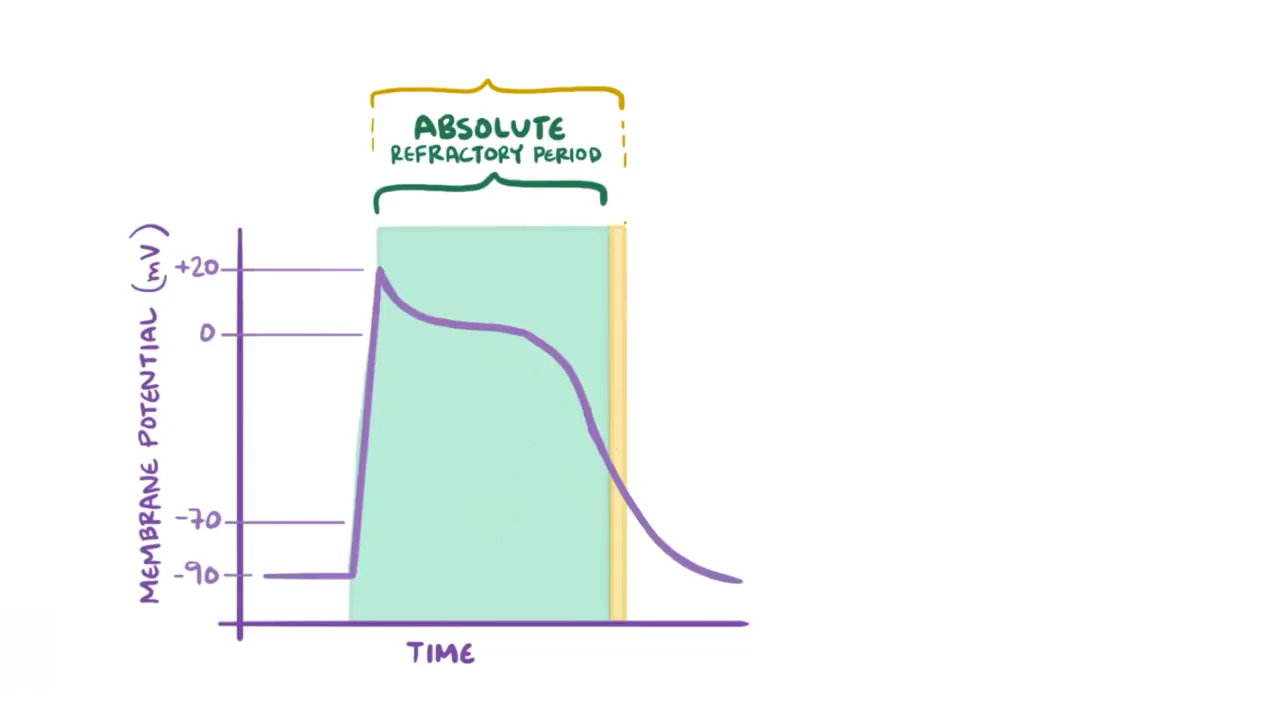 ABSOLUTE
REFRACTORY PERIOD
MEMBRANE POTENTIAL (mV)
+20
0
-70
-90
TIME